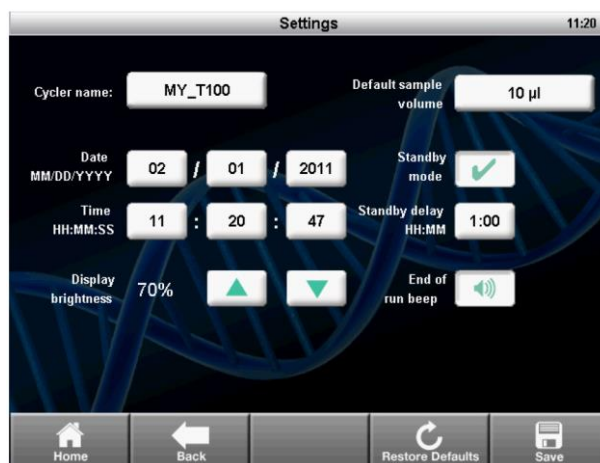 Settings
11:20
Cycler name:
MY_T100
Default sample
volume
10 µl
Date
MM/DD/YYYY
02 / 01 / 2011
Standby
mode
Time
HH:MM:SS
11 : 20 : 47
Standby delay
HH:MM
1:00
Display
brightness
70%
End of
run beep
Home
Back
Restore Defaults
Save